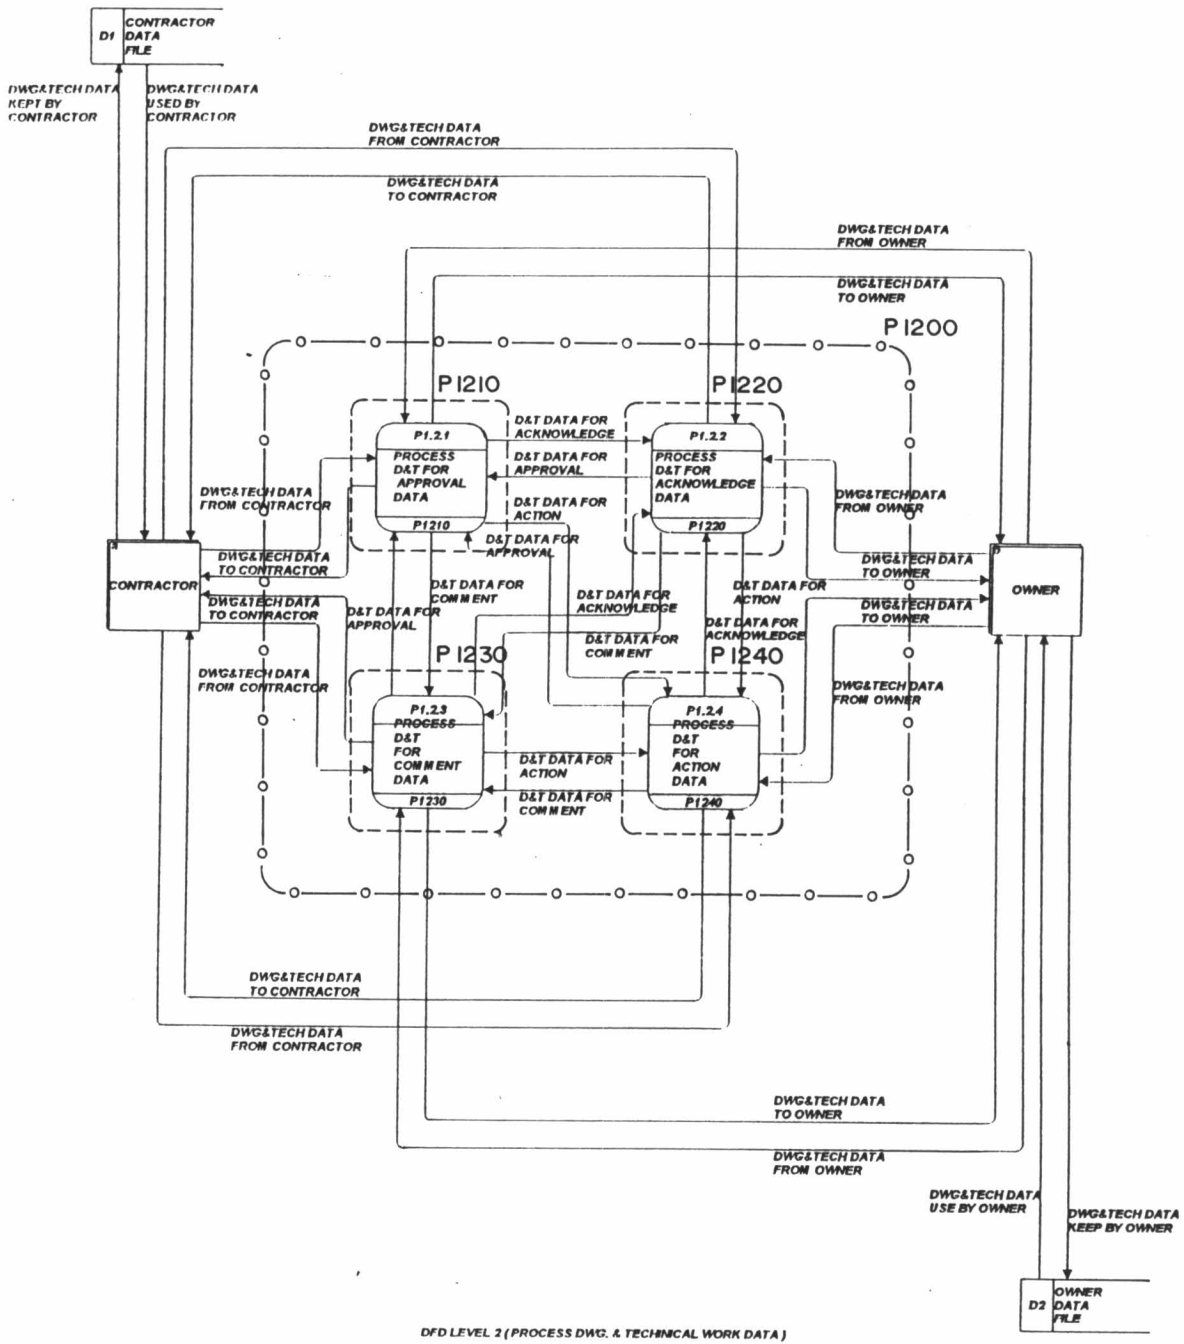 D1
CONTRACTOR
DATA
FILE
DWG&TECH DATA
KEPT BY
CONTRACTOR
DWG&TECH DATA
USED BY
CONTRACTOR
DWG&TECH DATA
FROM CONTRACTOR
DWG&TECH DATA
TO CONTRACTOR
DWG&TECH DATA
FROM OWNER
DWG&TECH DATA
TO OWNER
P1200
P1210
P1220
P1.2.1
PROCESS
D&T FOR
APPROVAL
DATA
P1210
D&T DATA FOR
ACKNOWLEDGE
D&T DATA FOR
APPROVAL
D&T DATA FOR
ACTION
D&T DATA FOR
APPROVAL
P1.2.2
PROCESS
D&T FOR
ACKNOWLEDGE
DATA
P1220
DWG&TECH DATA
FROM CONTRACTOR
DWG&TECH DATA
FROM OWNER
CONTRACTOR
DWG&TECH DATA
TO CONTRACTOR
DWG&TECH DATA
TO CONTRACTOR
D&T DATA FOR
APPROVAL
D&T DATA FOR
COMMENT
D&T DATA FOR
ACKNOWLEDGE
D&T DATA FOR
ACTION
DWG&TECH DATA
TO OWNER
DWG&TECH DATA
TO OWNER
OWNER
D&T DATA FOR
ACKNOWLEDGE
D&T DATA FOR
COMMENT
DWG&TECH DATA
FROM CONTRACTOR
DWG&TECH DATA
FROM OWNER
P1230
P1240
P1.2.3
PROCESS
D&T
FOR
COMMENT
DATA
P1230
D&T DATA FOR
ACTION
D&T DATA FOR
COMMENT
P1.2.4
PROCESS
D&T
FOR
ACTION
DATA
P1240
DWG&TECH DATA
TO CONTRACTOR
DWG&TECH DATA
FROM CONTRACTOR
DWG&TECH DATA
TO OWNER
DWG&TECH DATA
FROM OWNER
DWG&TECH DATA
USE BY OWNER
DWG&TECH DATA
KEEP BY OWNER
D2
OWNER
DATA
FILE
DFD LEVEL 2 ( PROCESS DWG. & TECHINICAL WORK DATA )